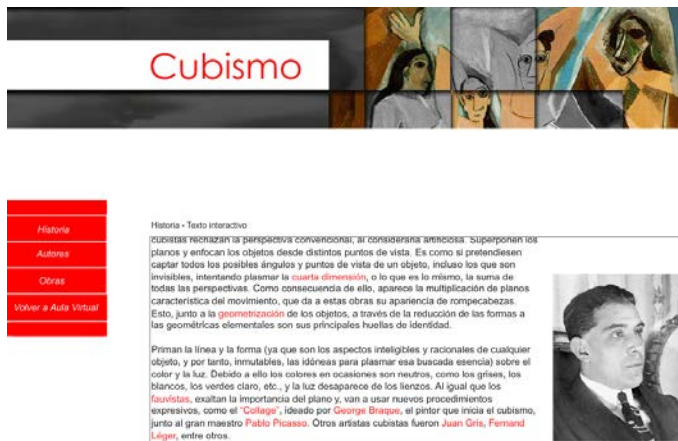 Cubismo
Historia
Autores
Obras
Volver a Aula Virtual
Historia - Texto interactivo
cubistas rechazan la perspectiva convencional, al considerarla artificiosa. Superponen los
planos y enfocan los objetos desde distintos puntos de vista. Es como si pretendiesen
captar todos los posibles ángulos y puntos de vista de un objeto, incluso los que son
invisibles, intentando plasmar la cuarta dimensión, o lo que es lo mismo, la suma de
todas las perspectivas. Como consecuencia de ello, aparece la multiplicación de planos
característica del movimiento, que da a estas obras su apariencia de rompecabezas.
Esto, junto a la geometrización de los objetos, a través de la reducción de las formas a
las geométricas elementales son sus principales huellas de identidad.
Priman la línea y la forma (ya que son los aspectos inteligibles y racionales de cualquier
objeto, y por tanto, inmutables, las idóneas para plasmar esa buscada esencia) sobre el
color y la luz. Debido a ello los colores en ocasiones son neutros, como los grises, los
blancos, los verdes claro, etc., y la luz desaparece de los lienzos. Al igual que los
fauvistas, exaltan la importancia del plano y, van a usar nuevos procedimientos
expresivos, como el "Collage", ideado por George Braque, el pintor que inicia el cubismo,
junto al gran maestro Pablo Picasso. Otros artistas cubistas fueron Juan Gris, Fernand
Léger, entre otros.